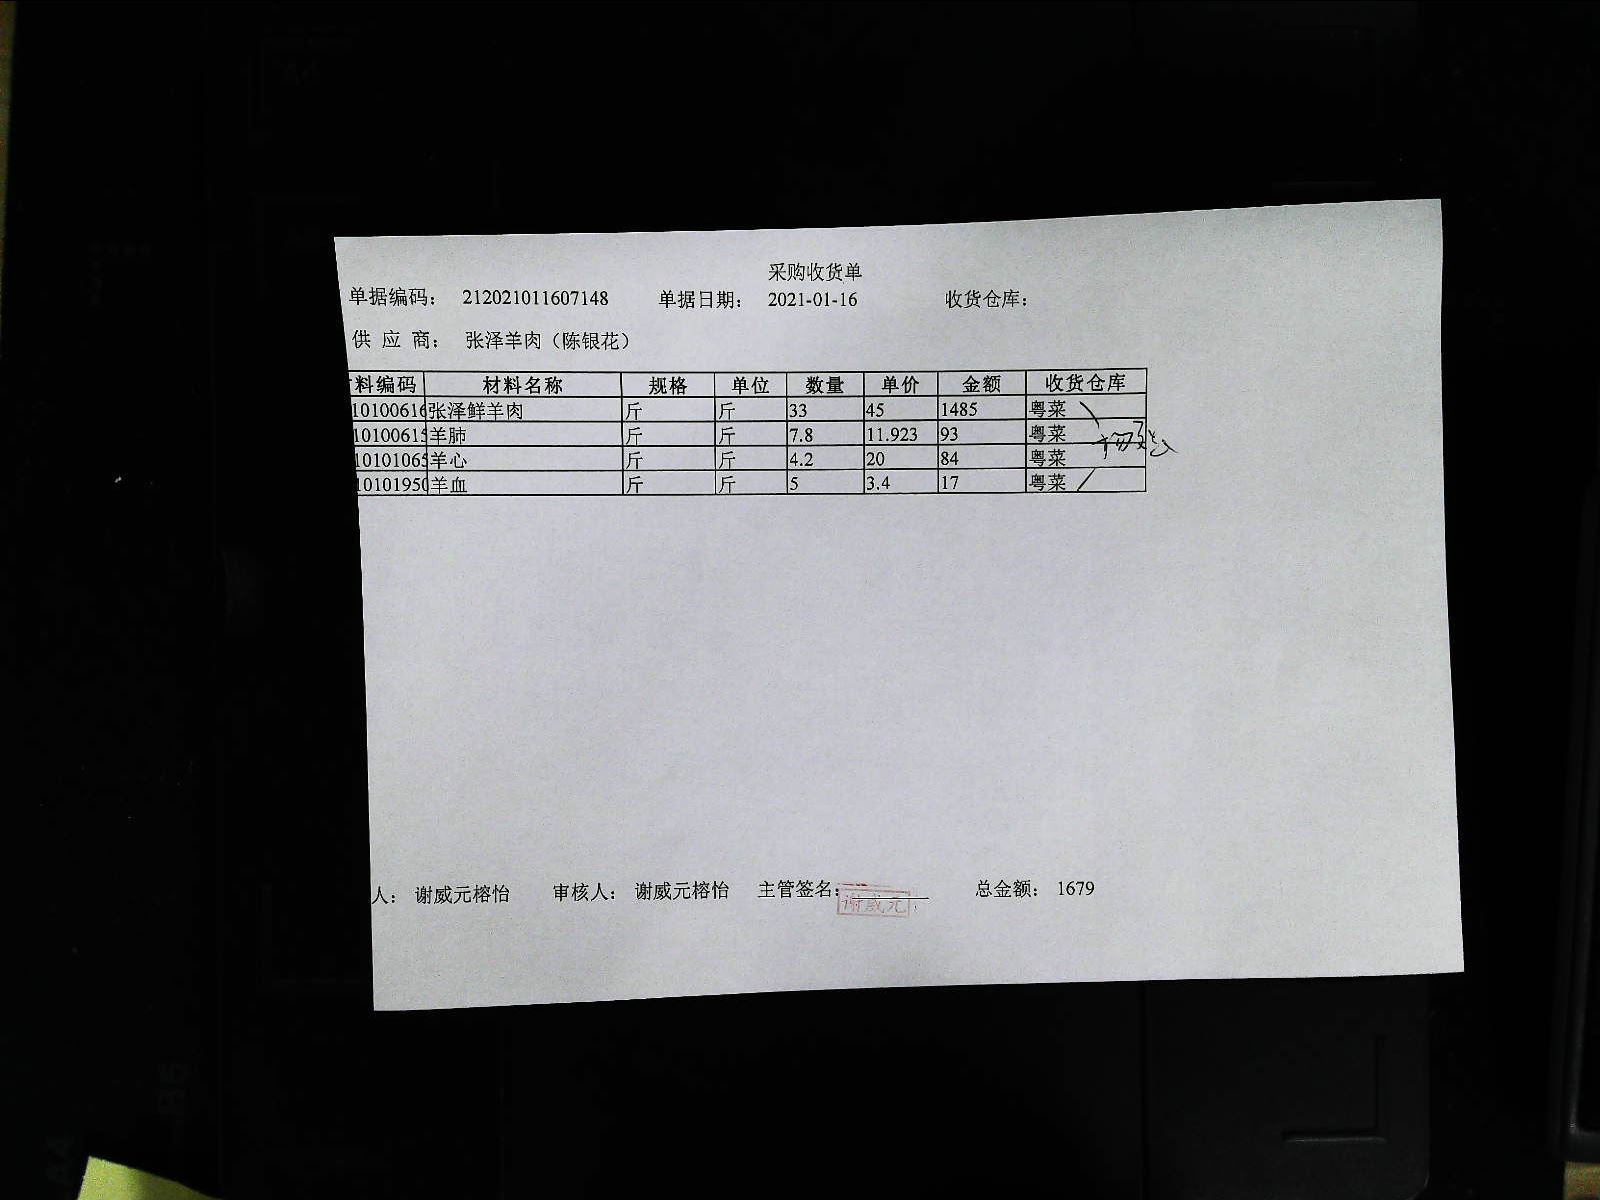 采购收货单
单据编码： 212021011607148 单据日期： 2021-01-16 收货仓库：
供 应 商： 张泽羊肉（陈银花）
料编码 材料名称 规格 单位 数量 单价 金额 收货仓库
10100616 张泽鲜羊肉 斤 斤 33 45 1485 粤菜
10100615 羊肺 斤 斤 7.8 11.923 93 粤菜
10101065 羊心 斤 斤 4.2 20 84 粤菜
10101950 羊血 斤 斤 5 3.4 17 粤菜
人： 谢威元榕怡 审核人： 谢威元榕怡 主管签名： 总金额： 1679
谢威元